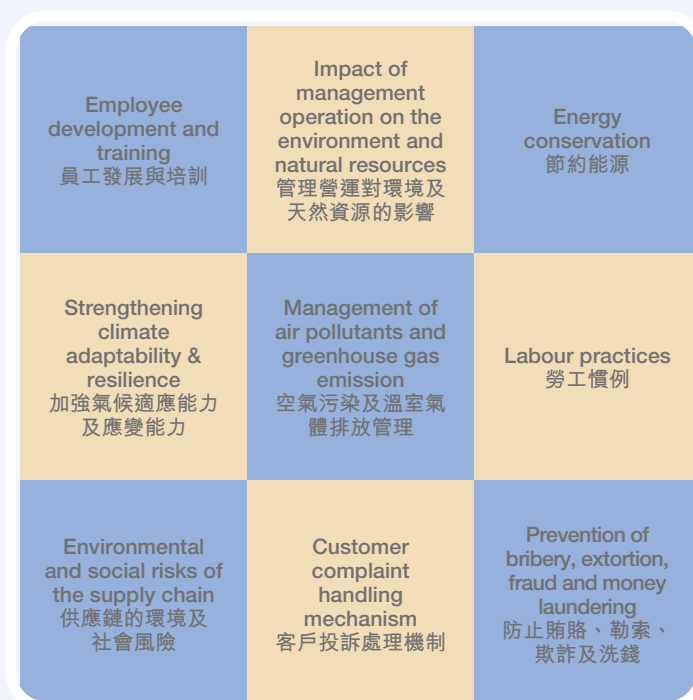 Employee
development and
training
員工發展與培訓
Impact of
management
operation on the
environment and
natural resources
管理營運對環境及
天然資源的影響
Energy
conservation
節約能源
Strengthening
climate
adaptability &
resilience
加強氣候適應能力
及應變能力
Management of
air pollutants and
greenhouse gas
emission
空氣污染及溫室氣
體排放管理
Labour practices
勞工慣例
Environmental
and social risks of
the supply chain
供應鏈的環境及
社會風險
Customer
complaint
handling
mechanism
客戶投訴處理機制
Prevention of
bribery, extortion,
fraud and money
laundering
防止賄賂、勒索、
欺詐及洗錢